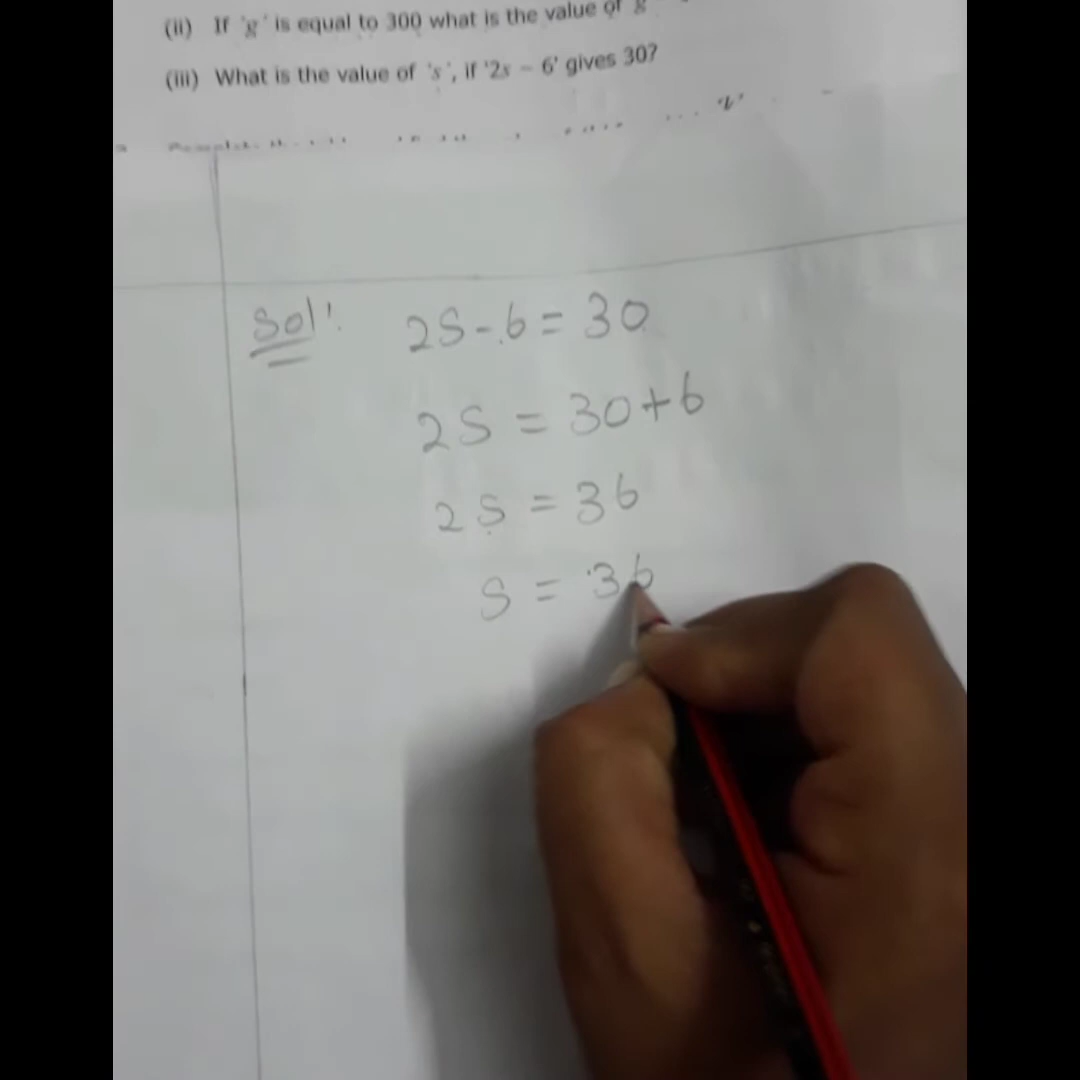 (ii) If 'g' is equal to 300 what is the value of g
(iii) What is the value of 's', if '2s - 6' gives 30?
Sol!
2S - 6 = 30
2S = 30 + 6
2S = 36
S = 36